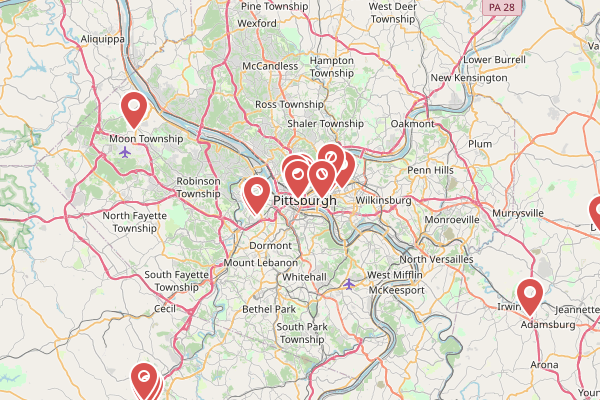 Pine Township
West Deer
Township
PA 28
Wexford
Aliquippa
Hampton
Township
Lower Burrell
McCandless
New Kensington
Ross Township
Shaler Township
Oakmont
Moon Township
Plum
Penn Hills
Robinson
Township
Pittsburgh
Wilkinsburg
Murrysville
North Fayette
Township
Monroeville
Dormont
Mount Lebanon
North Versailles
South Fayette
Township
Whitehall
West Mifflin
McKeesport
Cecil
Bethel Park
Irwin
Jeannette
South Park
Township
Adamsburg
Arona